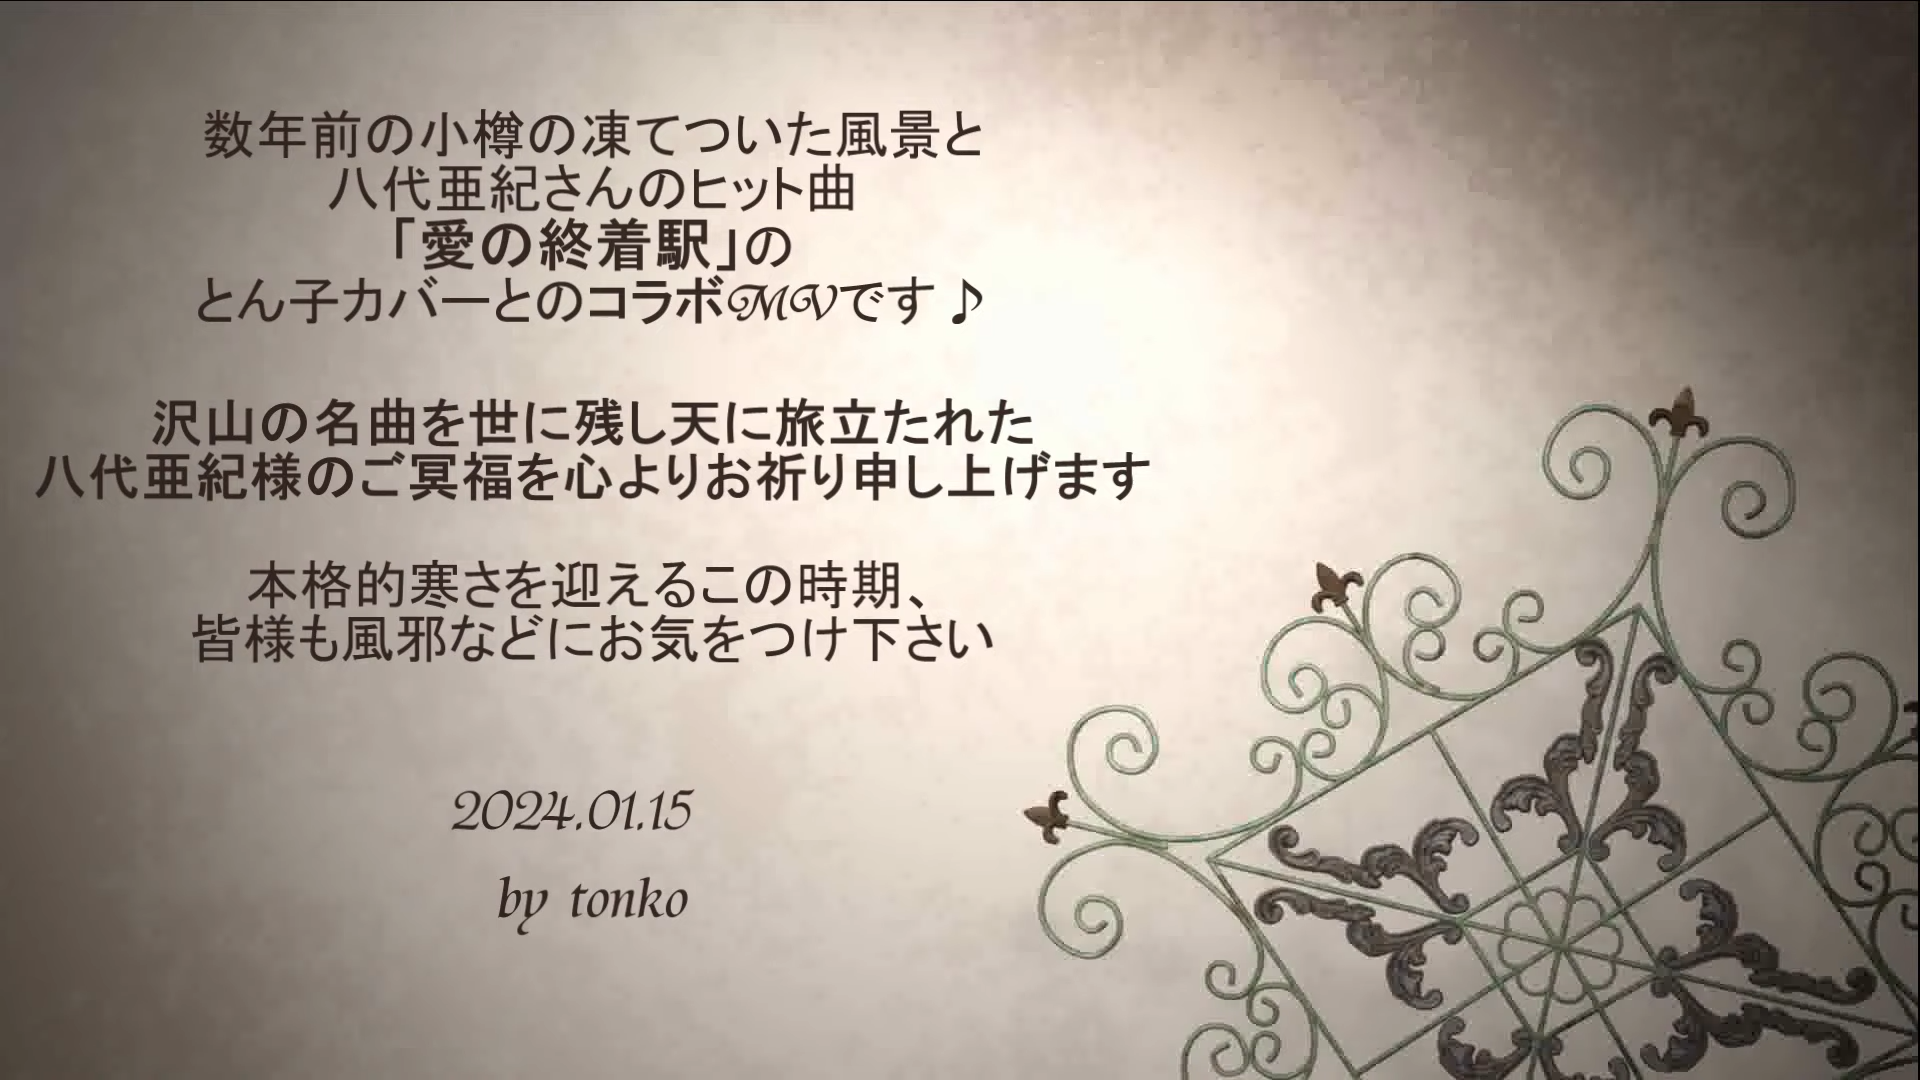 数年前の小樽の凍てついた風景と
八代亜紀さんのヒット曲
「愛の終着駅」の
とん子カバーとのコラボMVです♪
沢山の名曲を世に残し天に旅立たれた
八代亜紀様のご冥福を心よりお祈り申し上げます
本格的寒さを迎えるこの時期、
皆様も風邪などにお気をつけ下さい
2024.01.15
by tonko